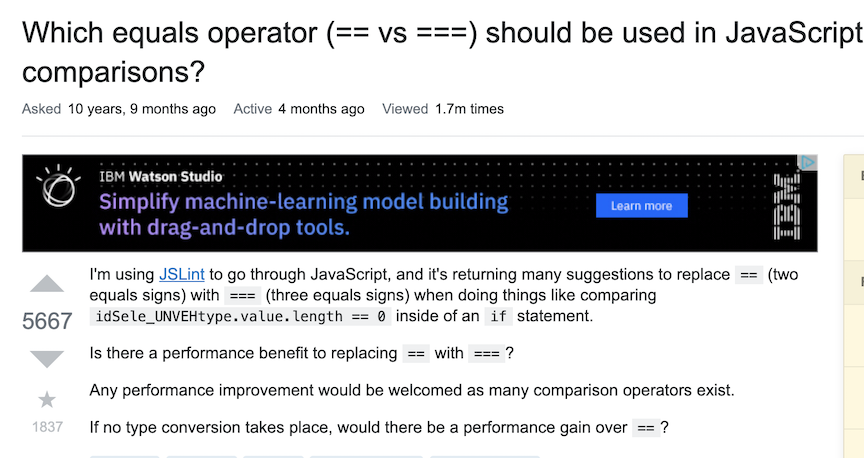 Which equals operator (== vs ===) should be used in JavaScript
comparisons?
Asked 10 years, 9 months ago Active 4 months ago Viewed 1.7m times
IBM Watson Studio
Simplify machine-learning model building
with drag-and-drop tools.
Learn more
IBM
I'm using JSLint to go through JavaScript, and it's returning many suggestions to replace == (two
equals signs) with === (three equals signs) when doing things like comparing
idSele_UNVEHtype.value.length == 0 inside of an if statement.
5667
Is there a performance benefit to replacing == with ===?
Any performance improvement would be welcomed as many comparison operators exist.
1837
If no type conversion takes place, would there be a performance gain over ==?